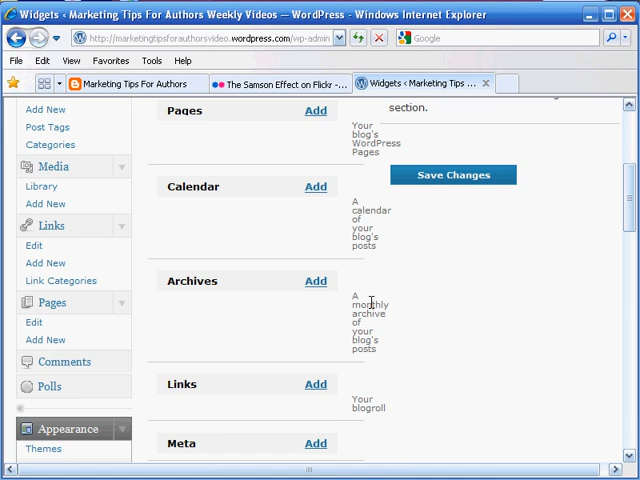 Widgets ‹ Marketing Tips For Authors Weekly Videos — WordPress - Windows Internet Explorer
http://marketingtipsforauthorsvideo.wordpress.com/wp-admin
Google
File Edit View Favorites Tools Help
Marketing Tips For Authors
The Samson Effect on Flickr -...
Widgets ‹ Marketing Tips ...
Add New
Post Tags
Categories
Media
Library
Add New
Links
Edit
Add New
Link Categories
Pages
Edit
Add New
Comments
Polls
Appearance
Themes
Pages Add
Your
blog's
WordPress
Pages
Calendar Add
A
calendar
of
your
blog's
posts
Archives Add
A
monthly
archive
of
your
blog's
posts
Links Add
Your
blogroll
Meta Add
section.
Save Changes